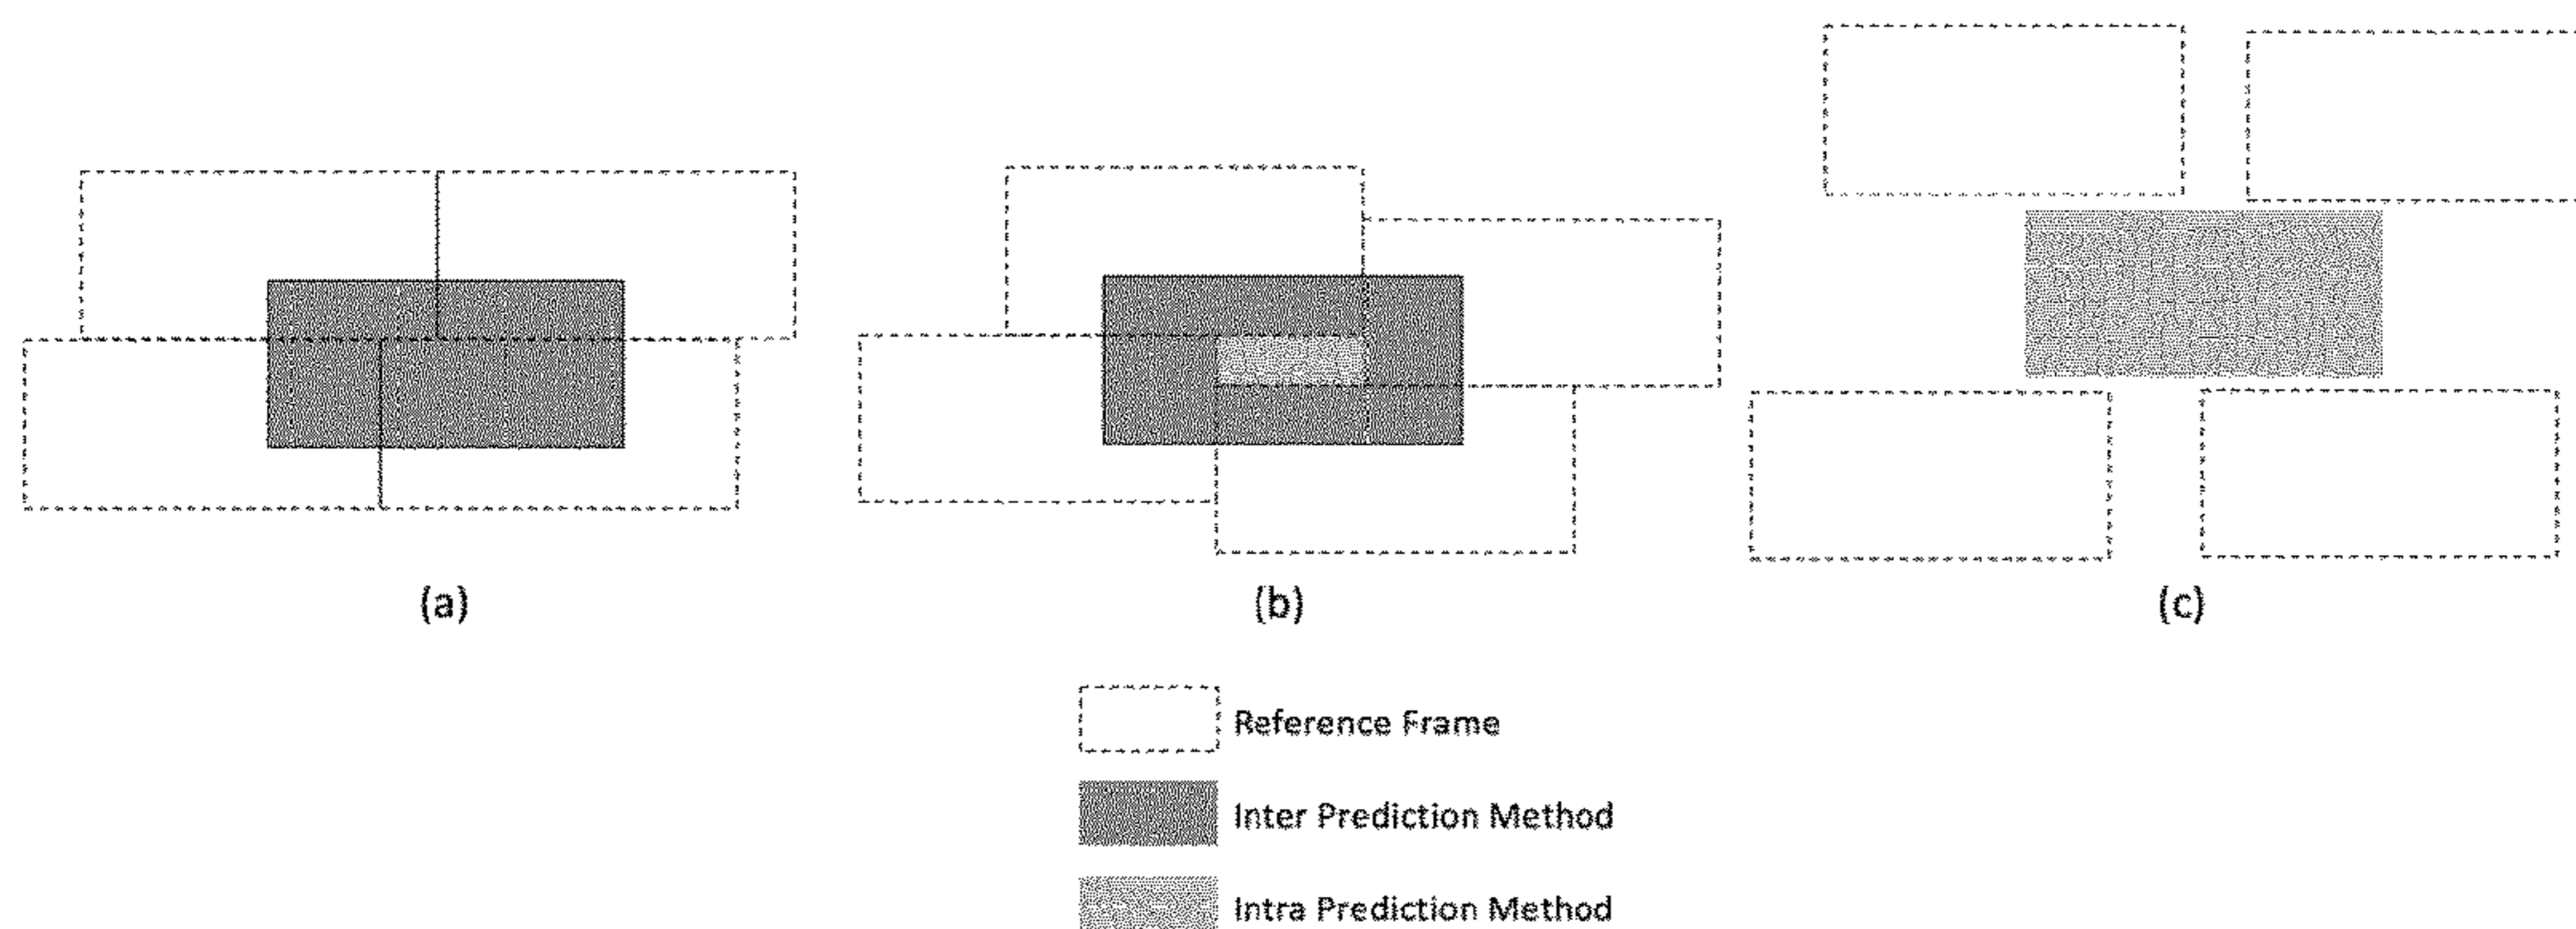 (a)
(b)
(c)
Reference Frame
Inter Prediction Method
Intra Prediction Method